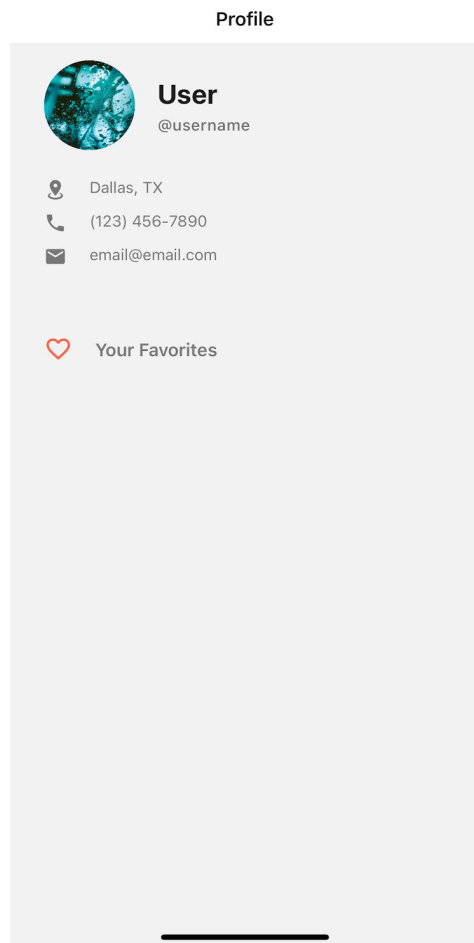 Profile
User
@username
Dallas, TX
(123) 456-7890
email@email.com
Your Favorites